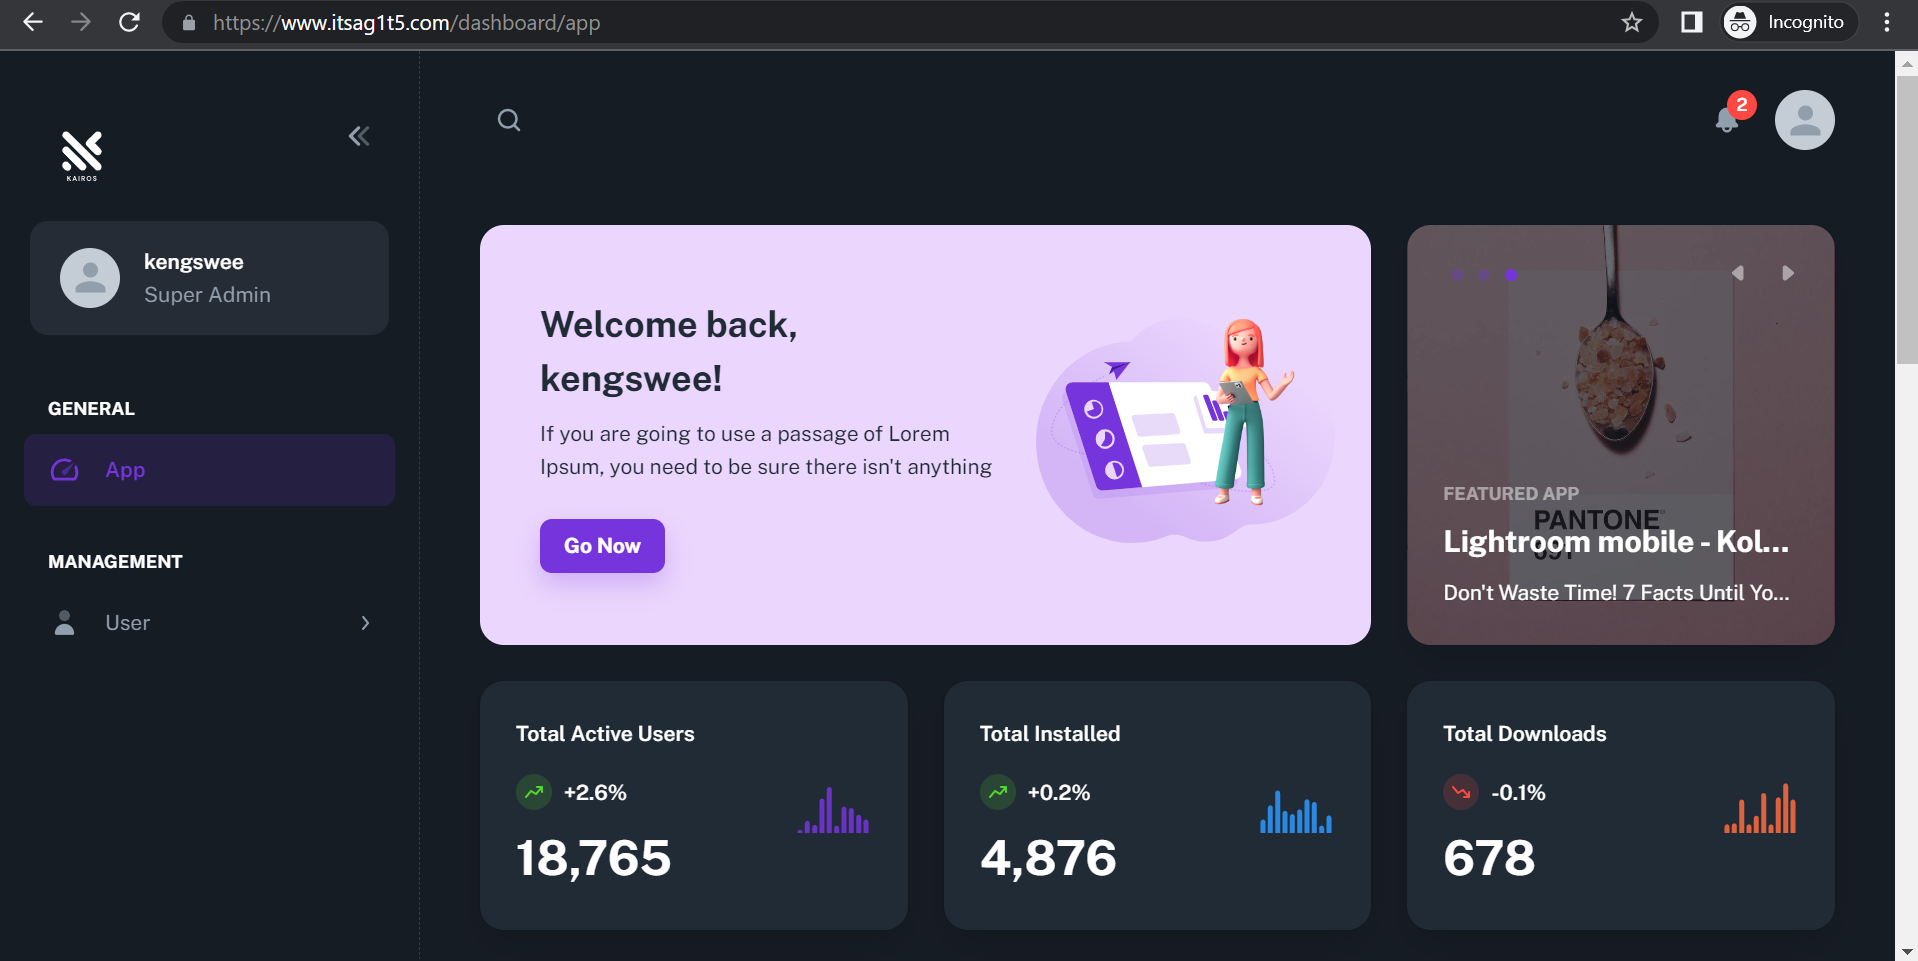 https://www.itsag1t5.com/dashboard/app
Incognito
KAIROS
2
kengswee
Super Admin
GENERAL
App
MANAGEMENT
User
Welcome back,
kengswee!
If you are going to use a passage of Lorem
Ipsum, you need to be sure there isn't anything
Go Now
FEATURED APP
PANTONE
Lightroom mobile - Kol...
Don't Waste Time! 7 Facts Until Yo...
Total Active Users
+2.6%
18,765
Total Installed
+0.2%
4,876
Total Downloads
-0.1%
678